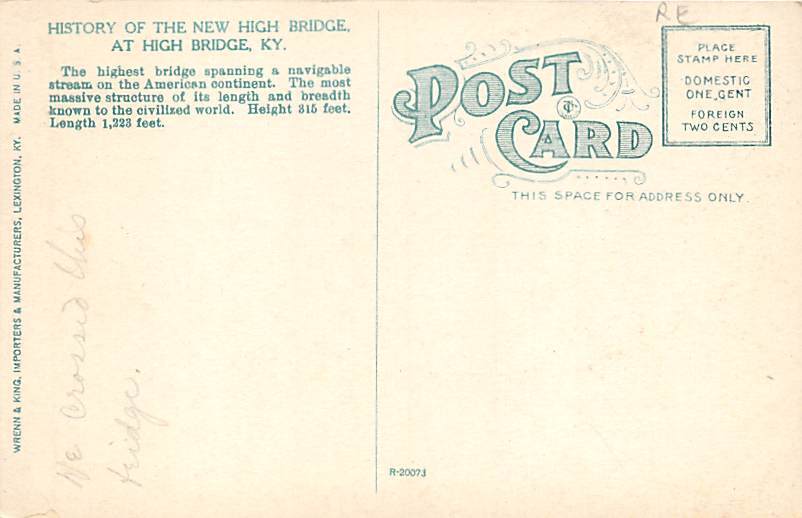 HISTORY OF THE NEW HIGH BRIDGE,
AT HIGH BRIDGE, KY.
The highest bridge spanning a navigable
stream on the American continent. The most
massive structure of its length and breadth
known to the civilized world. Height 315 feet.
Length 1,223 feet.
WRENN & KING, IMPORTERS & MANUFACTURERS, LEXINGTON, KY. MADE IN U. S. A.
We Crossed this
bridge.
RE
POST
CARD
THIS SPACE FOR ADDRESS ONLY.
PLACE
STAMP HERE
DOMESTIC
ONE CENT
FOREIGN
TWO CENTS
R-20073